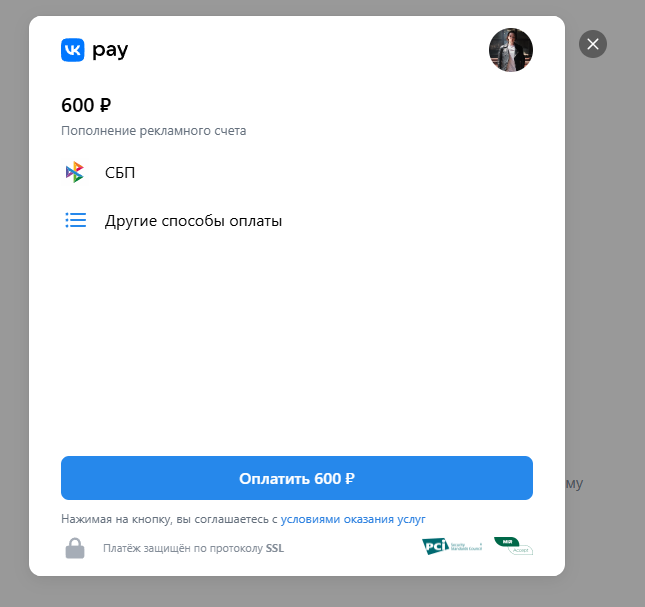 VK pay
600 ₽
Пополнение рекламного счета
СБП
Другие способы оплаты
му
Оплатить 600 ₽
Нажимая на кнопку, вы соглашаетесь с условиями оказания услуг
Платёж защищён по протоколу SSL
PCI Security Standards Council
MIR Accept